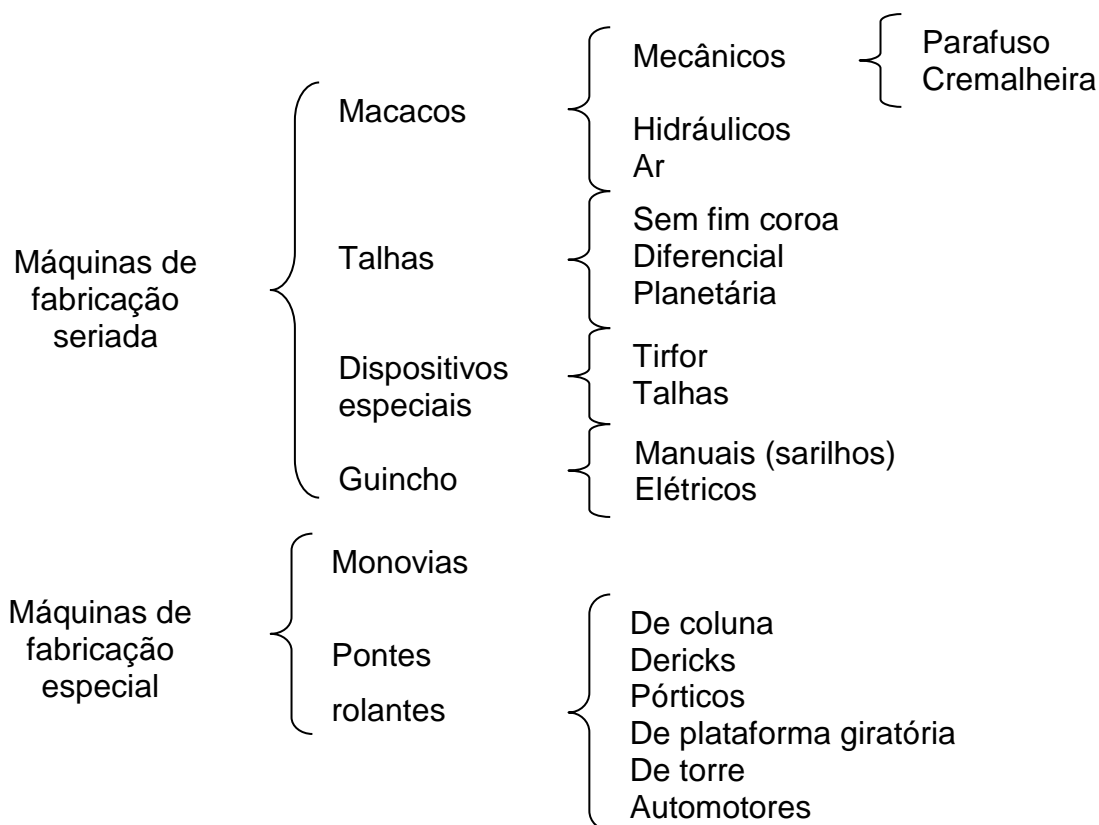 Máquinas de
fabricação
seriada
Macacos
Mecânicos
Parafuso
Cremalheira
Hidráulicos
Ar
Talhas
Sem fim coroa
Diferencial
Planetária
Dispositivos
especiais
Tirfor
Talhas
Guincho
Manuais (sarilhos)
Elétricos
Máquinas de
fabricação
especial
Monovias
Pontes
rolantes
De coluna
Dericks
Pórticos
De plataforma giratória
De torre
Automotores